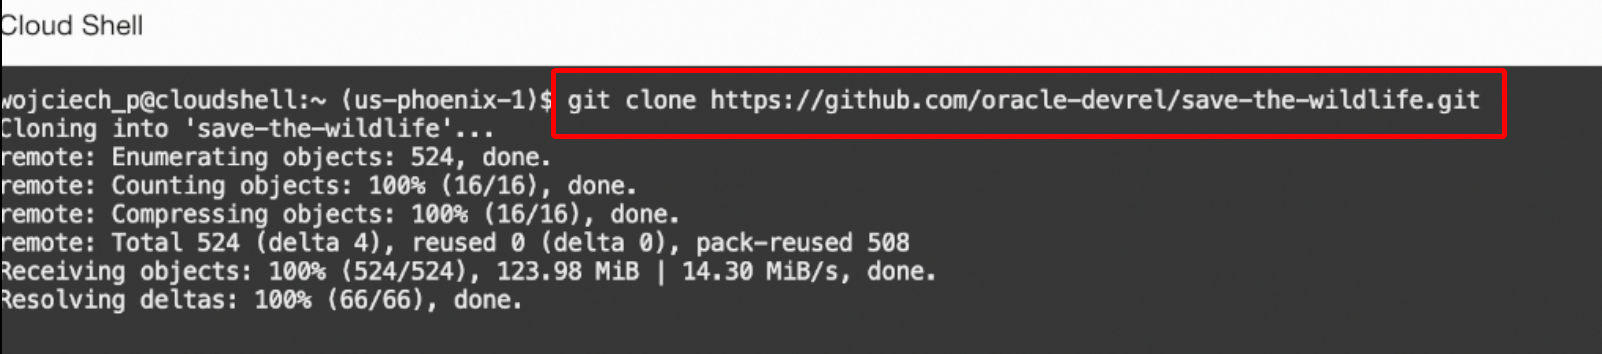 Cloud Shell
wojciech_p@cloudshell:~ (us-phoenix-1)$ git clone https://github.com/oracle-devrel/save-the-wildlife.git
Cloning into 'save-the-wildlife'...
remote: Enumerating objects: 524, done.
remote: Counting objects: 100% (16/16), done.
remote: Compressing objects: 100% (16/16), done.
remote: Total 524 (delta 4), reused 0 (delta 0), pack-reused 508
Receiving objects: 100% (524/524), 123.98 MiB | 14.30 MiB/s, done.
Resolving deltas: 100% (66/66), done.